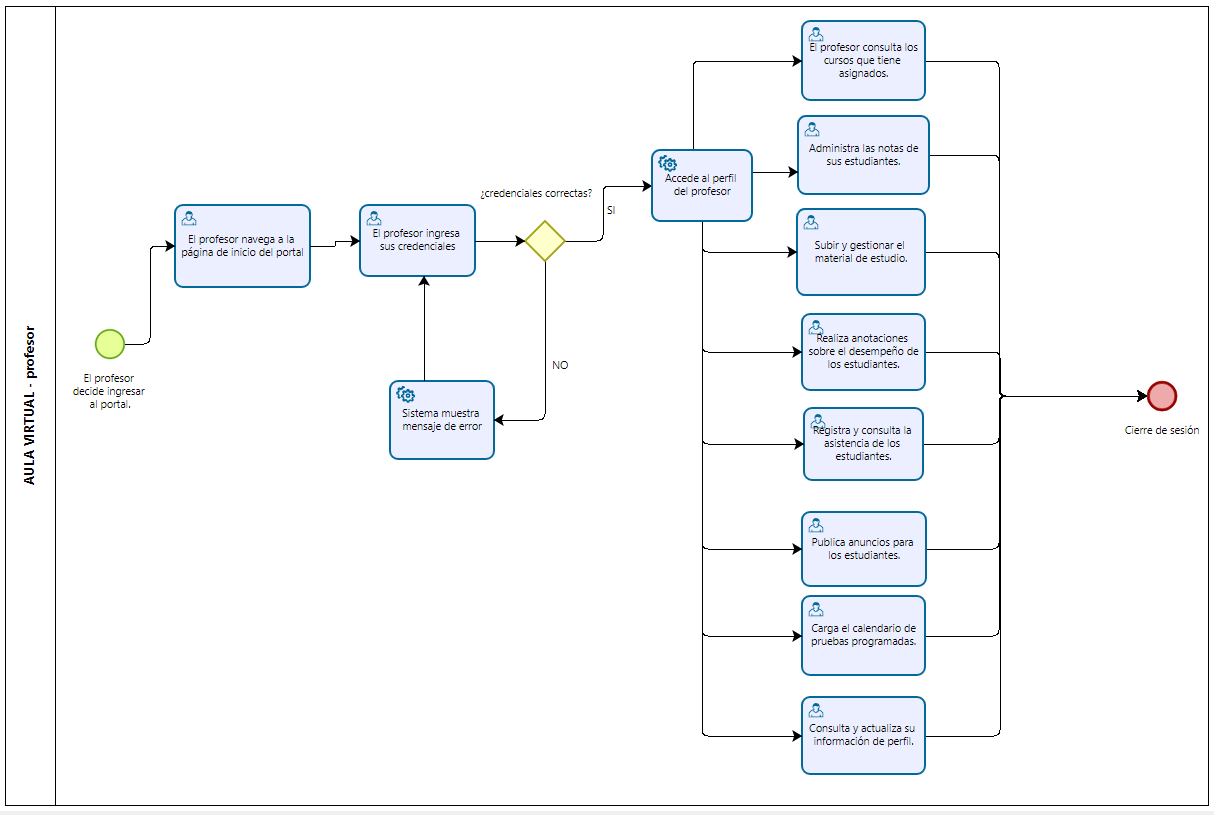 AULA VIRTUAL - profesor
El profesor
decide ingresar
al portal.
El profesor navega a la
página de inicio del portal
El profesor ingresa
sus credenciales
¿credenciales correctas?
SI
NO
Sistema muestra
mensaje de error
Accede al perfil
del profesor
El profesor consulta los
cursos que tiene
asignados.
Administra las notas de
sus estudiantes.
Subir y gestionar el
material de estudio.
Realiza anotaciones
sobre el desempeño de
los estudiantes.
Registra y consulta la
asistencia de los
estudiantes.
Publica anuncios para
los estudiantes.
Carga el calendario de
pruebas programadas.
Consulta y actualiza su
información de perfil.
Cierre de sesión